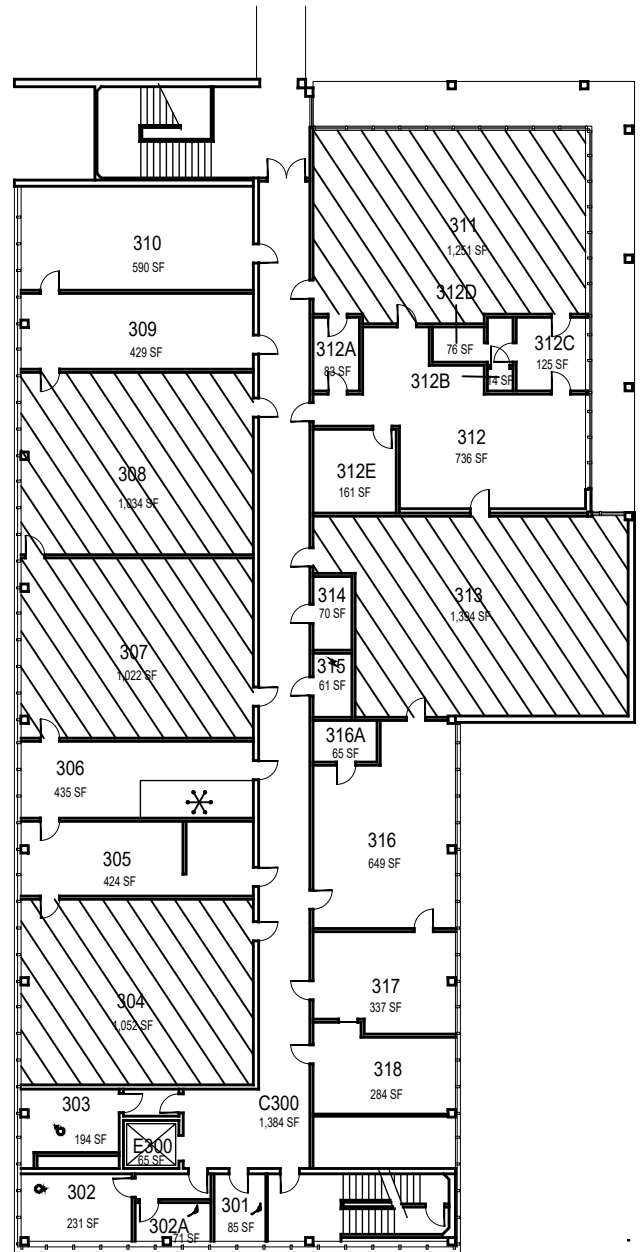 310
590 SF
311
1,251 SF
309
429 SF
312D
76 SF
312A
83 SF
312C
125 SF
312B
14 SF
308
1,034 SF
312
736 SF
312E
161 SF
307
1,022 SF
313
1,394 SF
314
70 SF
315
61 SF
306
435 SF
316A
65 SF
305
424 SF
316
649 SF
304
1,052 SF
317
337 SF
318
284 SF
303
194 SF
C300
1,384 SF
E300
65 SF
302
231 SF
302A
71 SF
301
85 SF